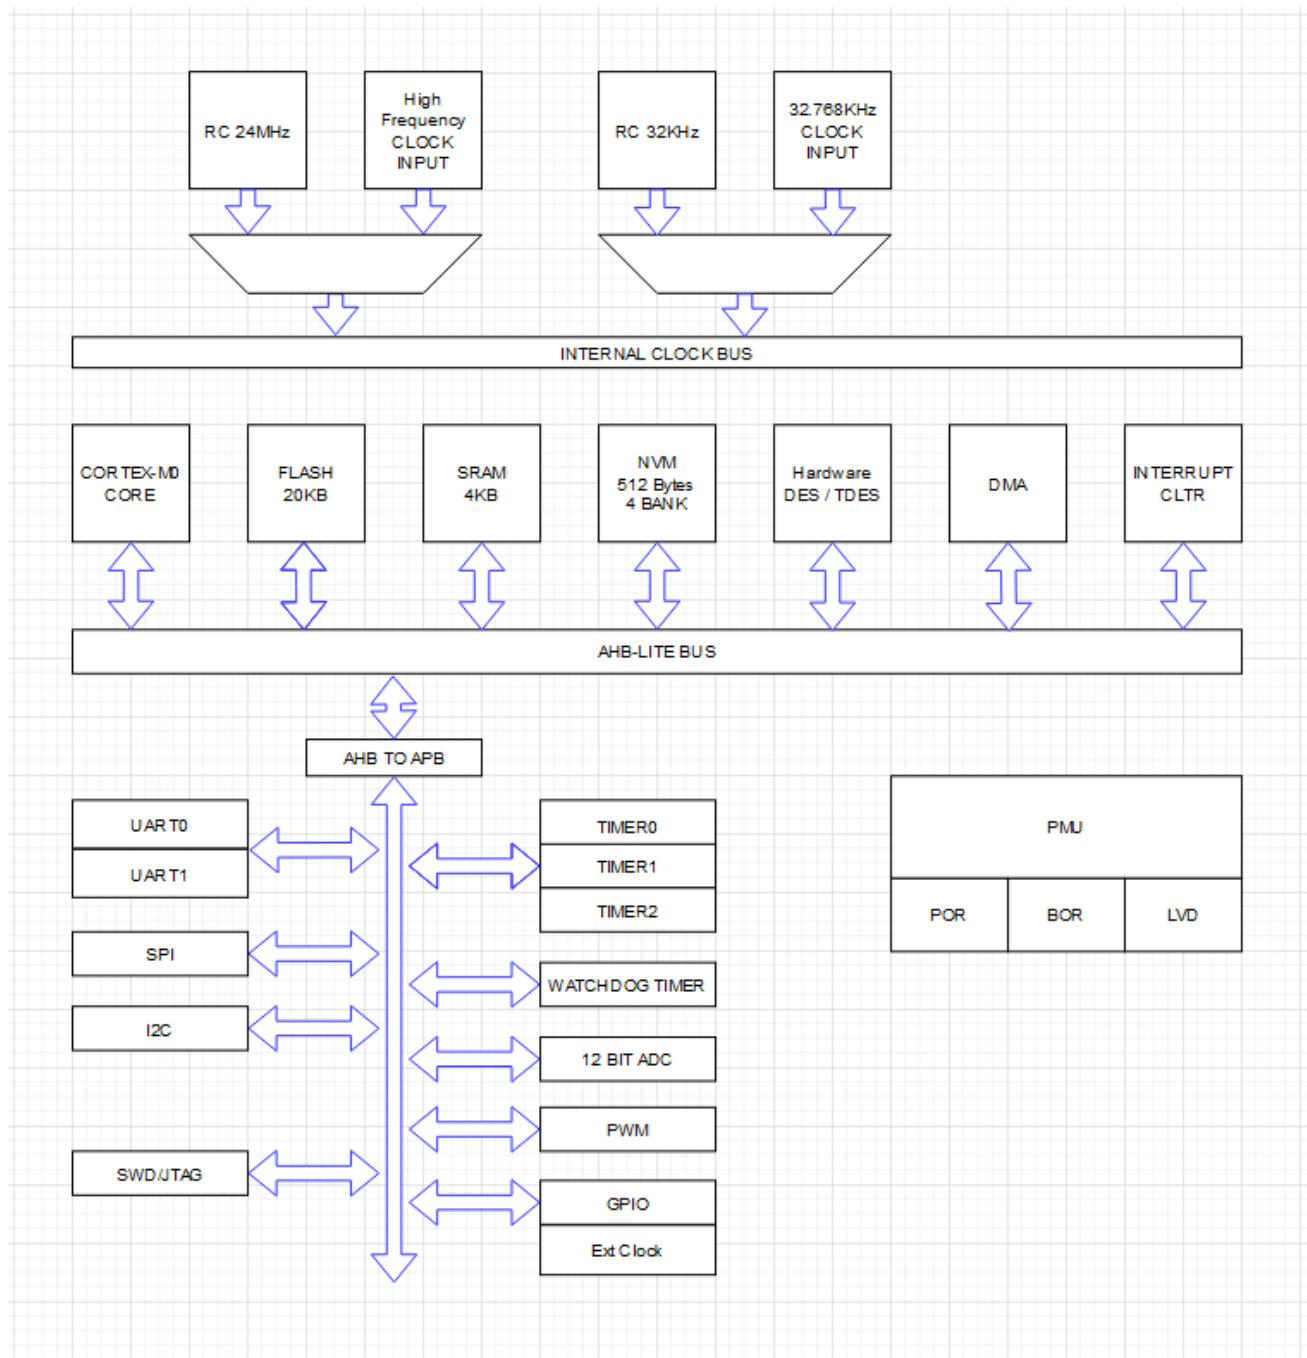 RC 24MHz
High
Frequency
CLOCK
INPUT
RC 32KHz
32.768KHz
CLOCK
INPUT
INTERNAL CLOCK BUS
CORTEX-M0
CORE
FLASH
20KB
SRAM
4KB
NVM
512 Bytes
4 BANK
Hardware
DES / TDES
DMA
INTERRUPT
CLTR
AHB-LITE BUS
AHB TO APB
UART0
UART1
SPI
I2C
SWD/JTAG
TIMER0
TIMER1
TIMER2
WATCHDOG TIMER
12 BIT ADC
PWM
GPIO
Ext Clock
PMU
POR
BOR
LVD